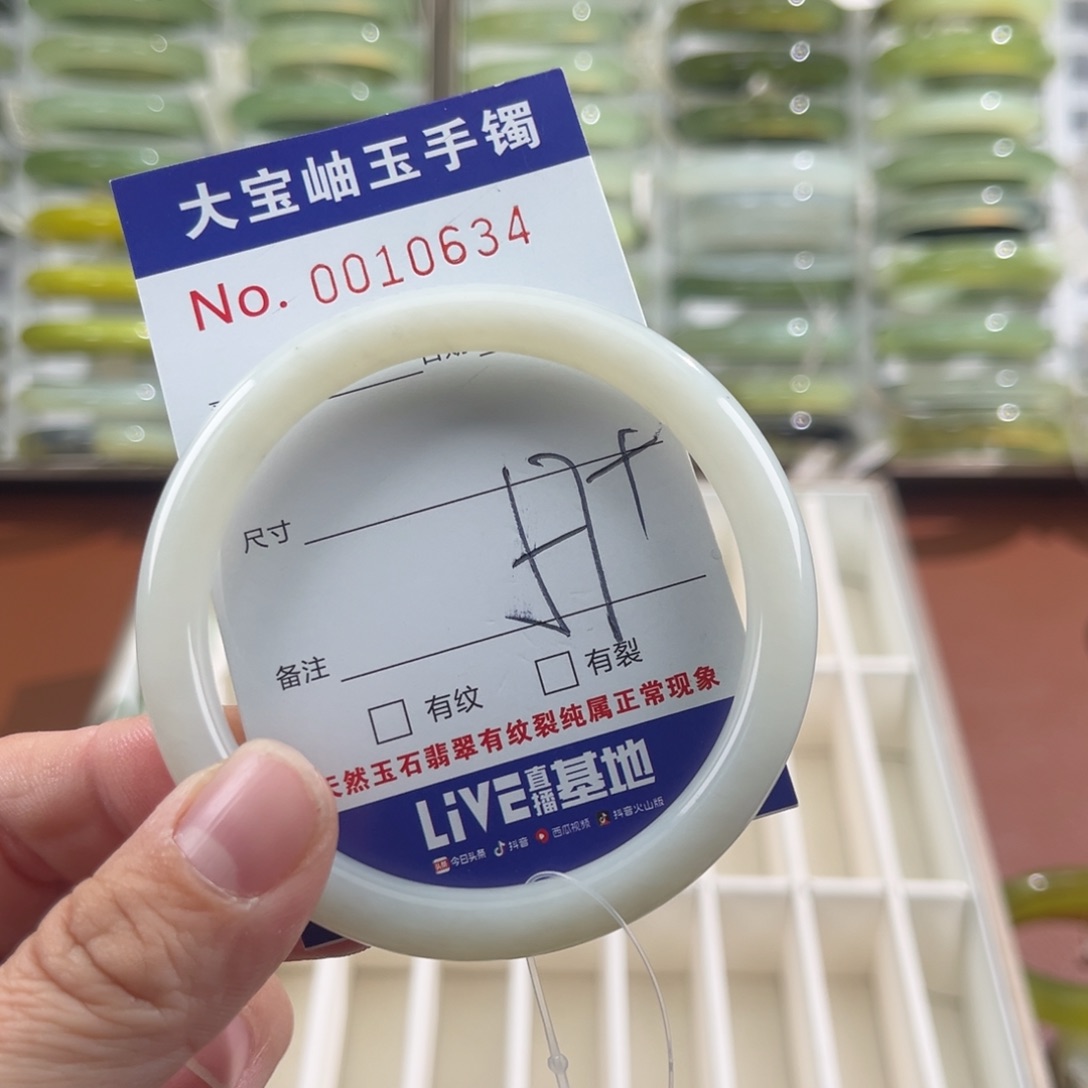 大宝岫玉手镯
No. 0010634
尺寸
备注
有纹 有裂
天然玉石翡翠有纹裂纯属正常现象
LiVE直播基地
今日头条 抖音 西瓜视频 抖音火山版